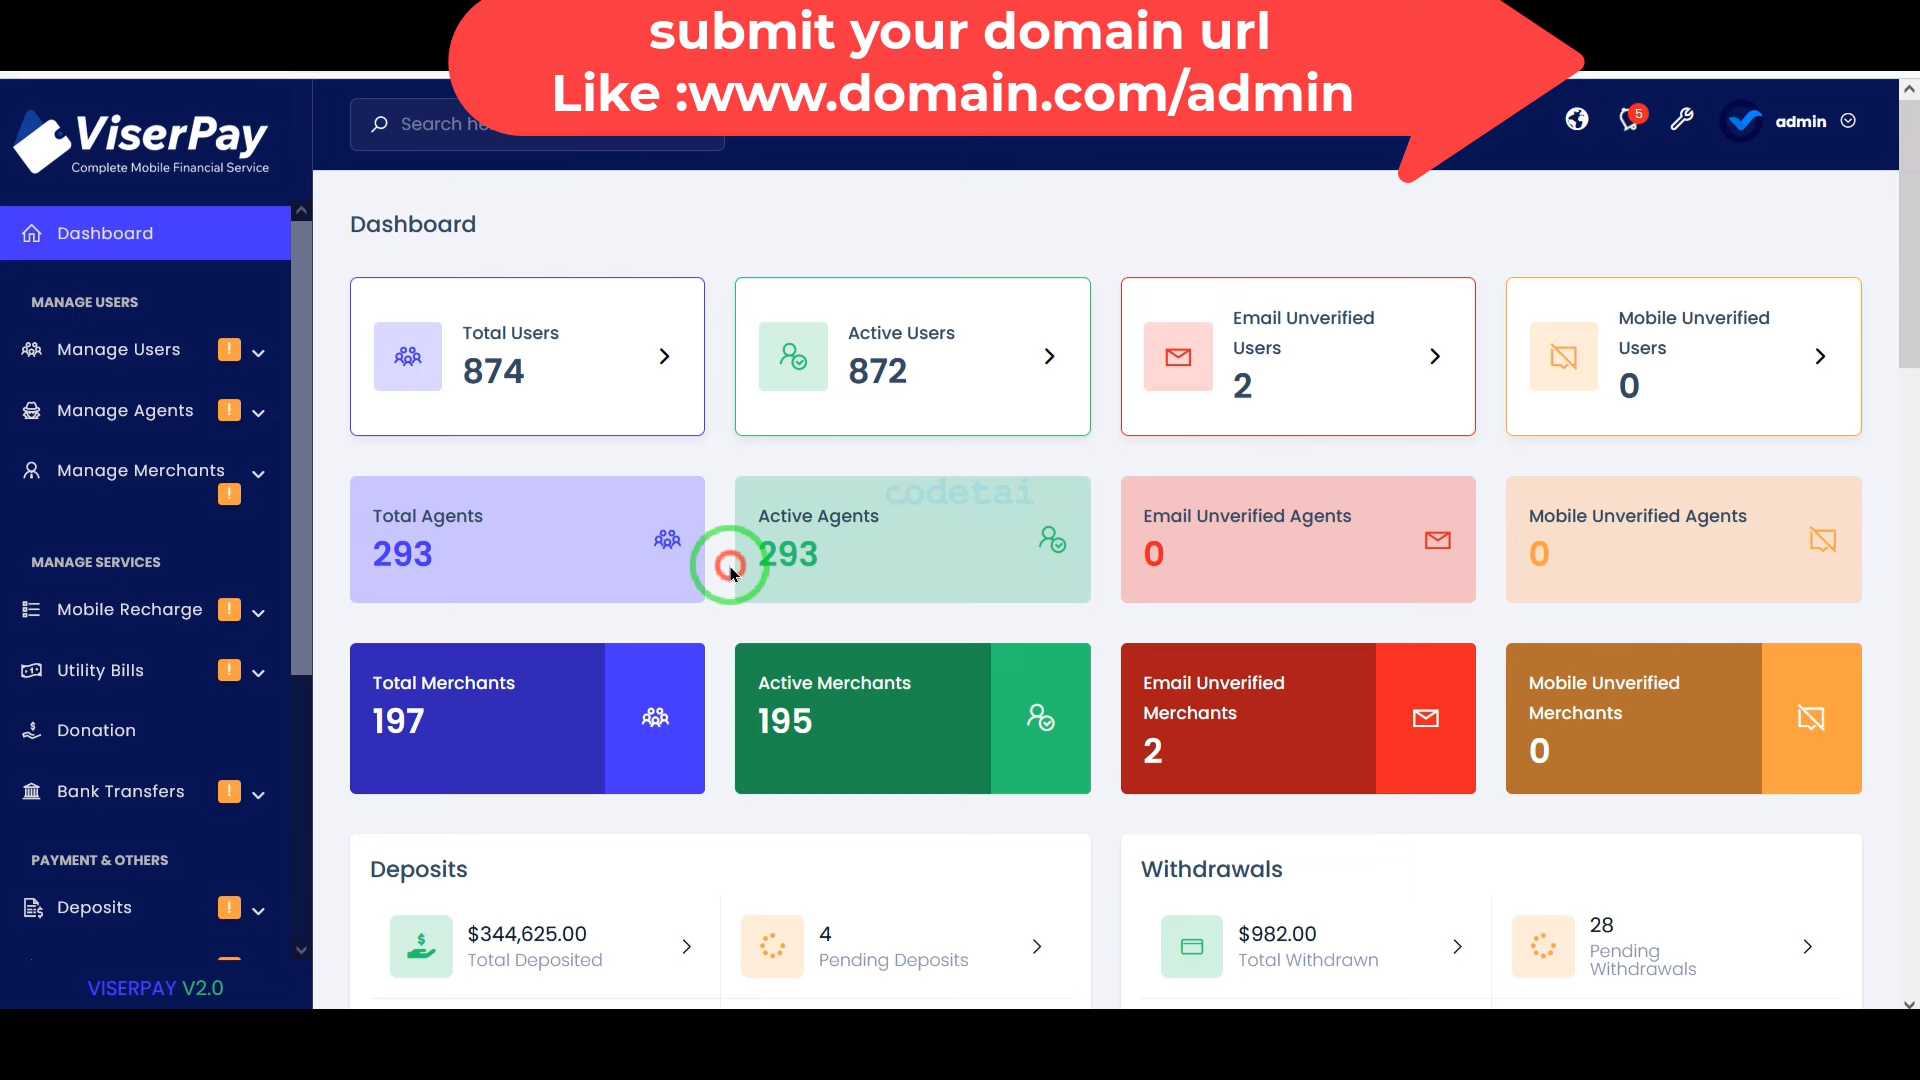 submit your domain url
Like :www.domain.com/admin
ViserPay
Complete Mobile Financial Service
Search he
5
admin
Dashboard
MANAGE USERS
Manage Users !
Manage Agents !
Manage Merchants
!
MANAGE SERVICES
Mobile Recharge !
Utility Bills !
Donation
Bank Transfers !
PAYMENT & OTHERS
Deposits !
VISERPAY V2.0
Dashboard
Total Users
874
Active Users
872
Email Unverified
Users
2
Mobile Unverified
Users
0
codetai
Total Agents
293
Active Agents
293
Email Unverified Agents
0
Mobile Unverified Agents
0
Total Merchants
197
Active Merchants
195
Email Unverified
Merchants
2
Mobile Unverified
Merchants
0
Deposits
$344,625.00
Total Deposited
4
Pending Deposits
Withdrawals
$982.00
Total Withdrawn
28
Pending
Withdrawals